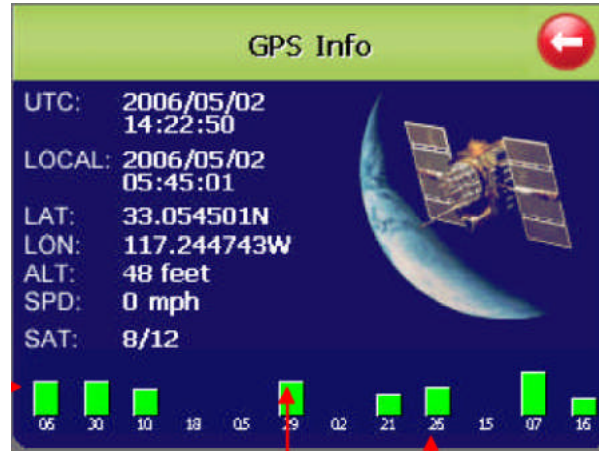 GPS Info
UTC: 2006/05/02
14:22:50
LOCAL: 2006/05/02
05:45:01
LAT: 33.054501N
LON: 117.244743W
ALT: 48 feet
SPD: 0 mph
SAT: 8/12
06 30 10 18 05 29 02 21 26 15 07 16